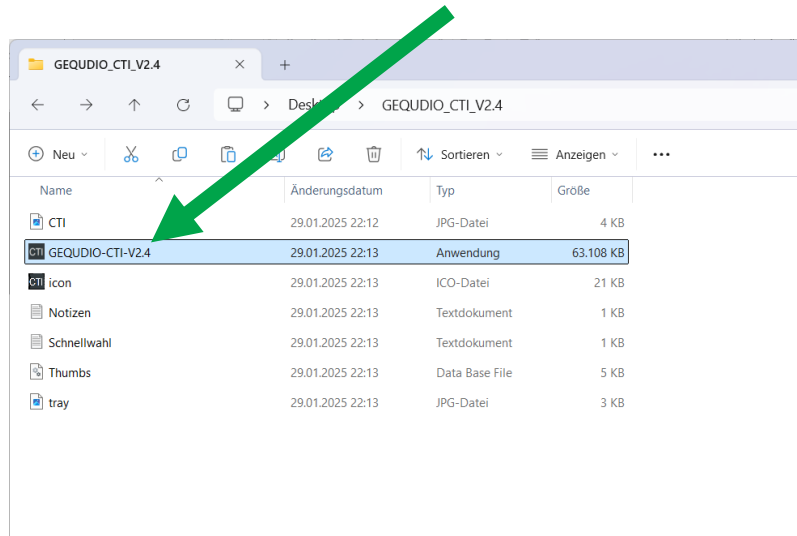 GEQUDIO_CTI_V2.4
Desktop > GEQUDIO_CTI_V2.4
Neu Sortieren Anzeigen
Name Änderungsdatum Typ Größe
CTI 29.01.2025 22:12 JPG-Datei 4 KB
CTI GEQUDIO-CTI-V2.4 29.01.2025 22:13 Anwendung 63.108 KB
CTI icon 29.01.2025 22:13 ICO-Datei 21 KB
Notizen 29.01.2025 22:13 Textdokument 1 KB
Schnellwahl 29.01.2025 22:13 Textdokument 1 KB
Thumbs 29.01.2025 22:13 Data Base File 5 KB
tray 29.01.2025 22:13 JPG-Datei 3 KB